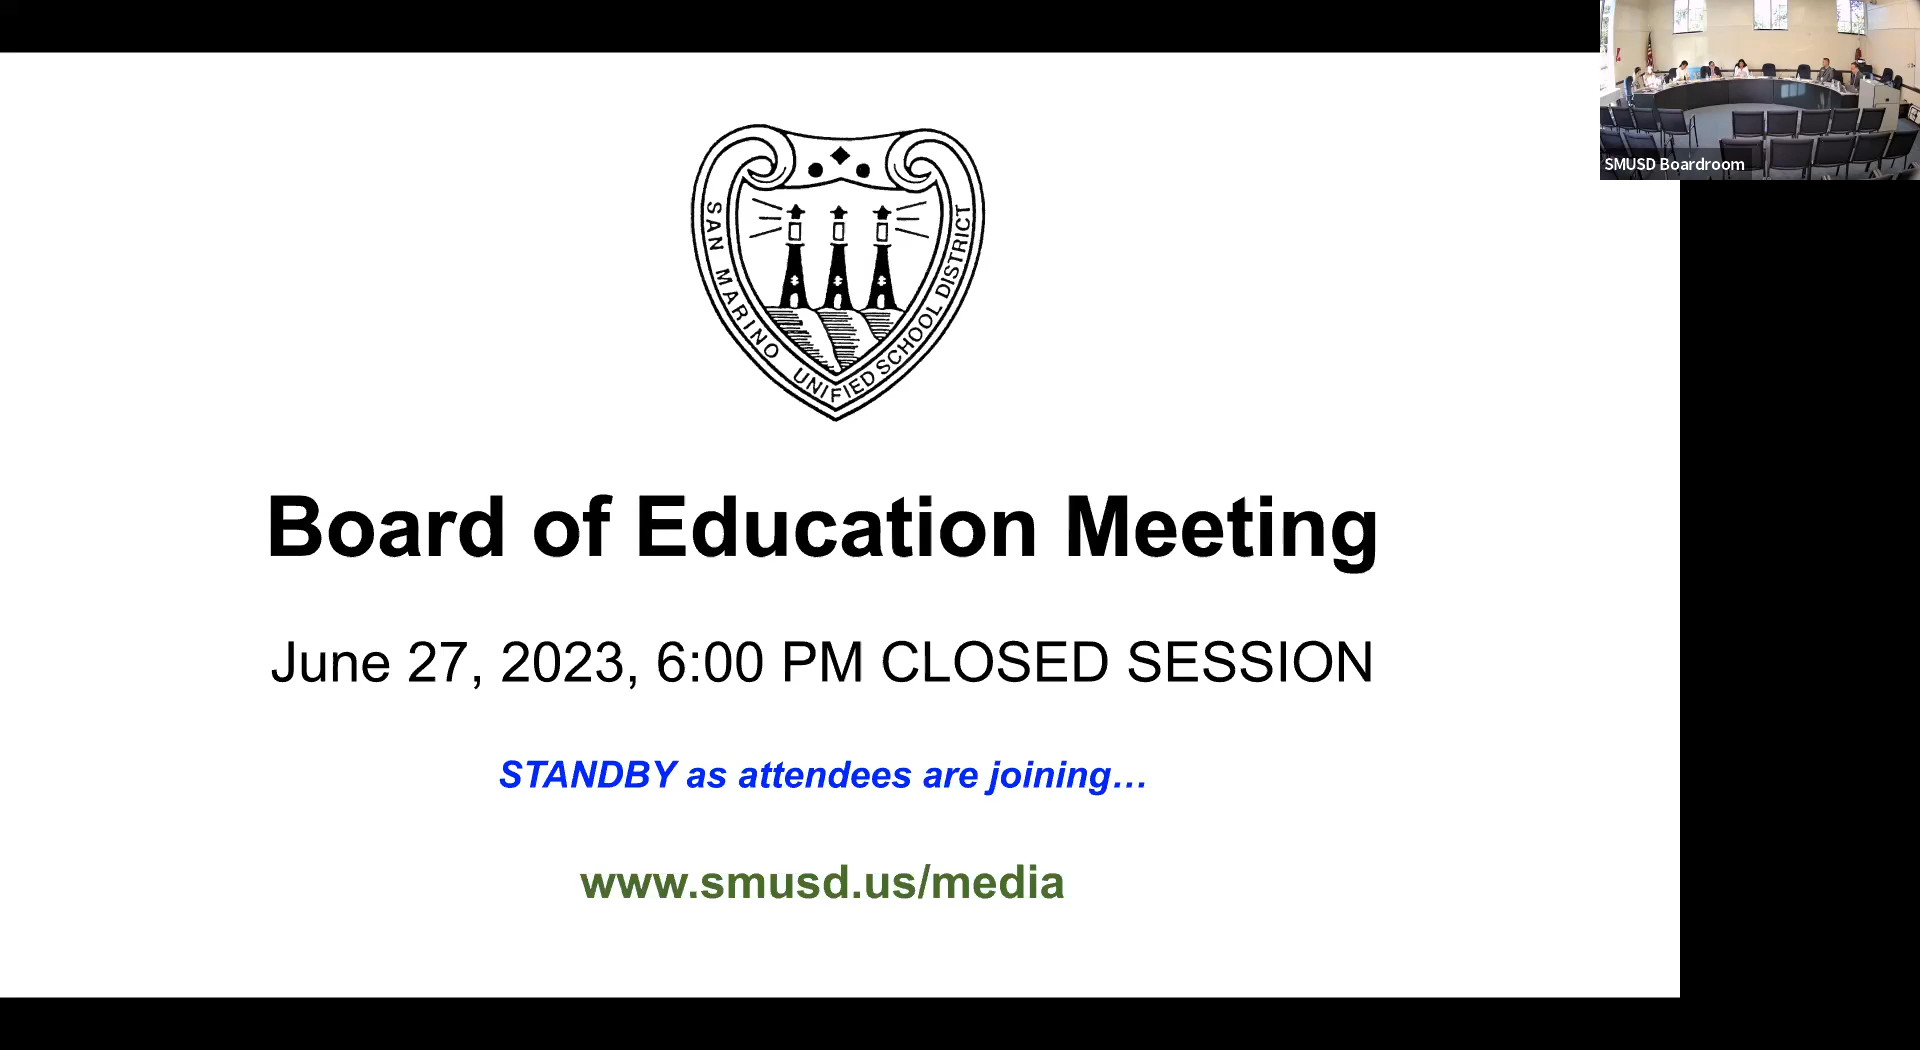 SAN MARINO UNIFIED SCHOOL DISTRICT
Board of Education Meeting
June 27, 2023, 6:00 PM CLOSED SESSION
STANDBY as attendees are joining...
www.smusd.us/media
SMUSD Boardroom